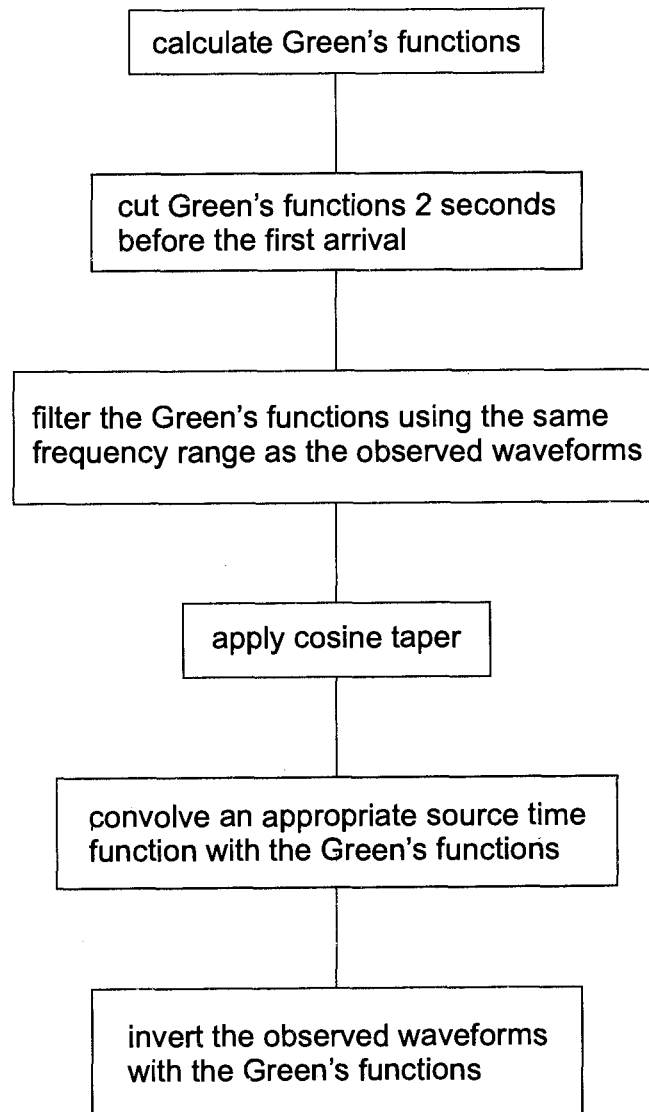 calculate Green's functions
cut Green's functions 2 seconds
before the first arrival
filter the Green's functions using the same
frequency range as the observed waveforms
apply cosine taper
convolve an appropriate source time
function with the Green's functions
invert the observed waveforms
with the Green's functions